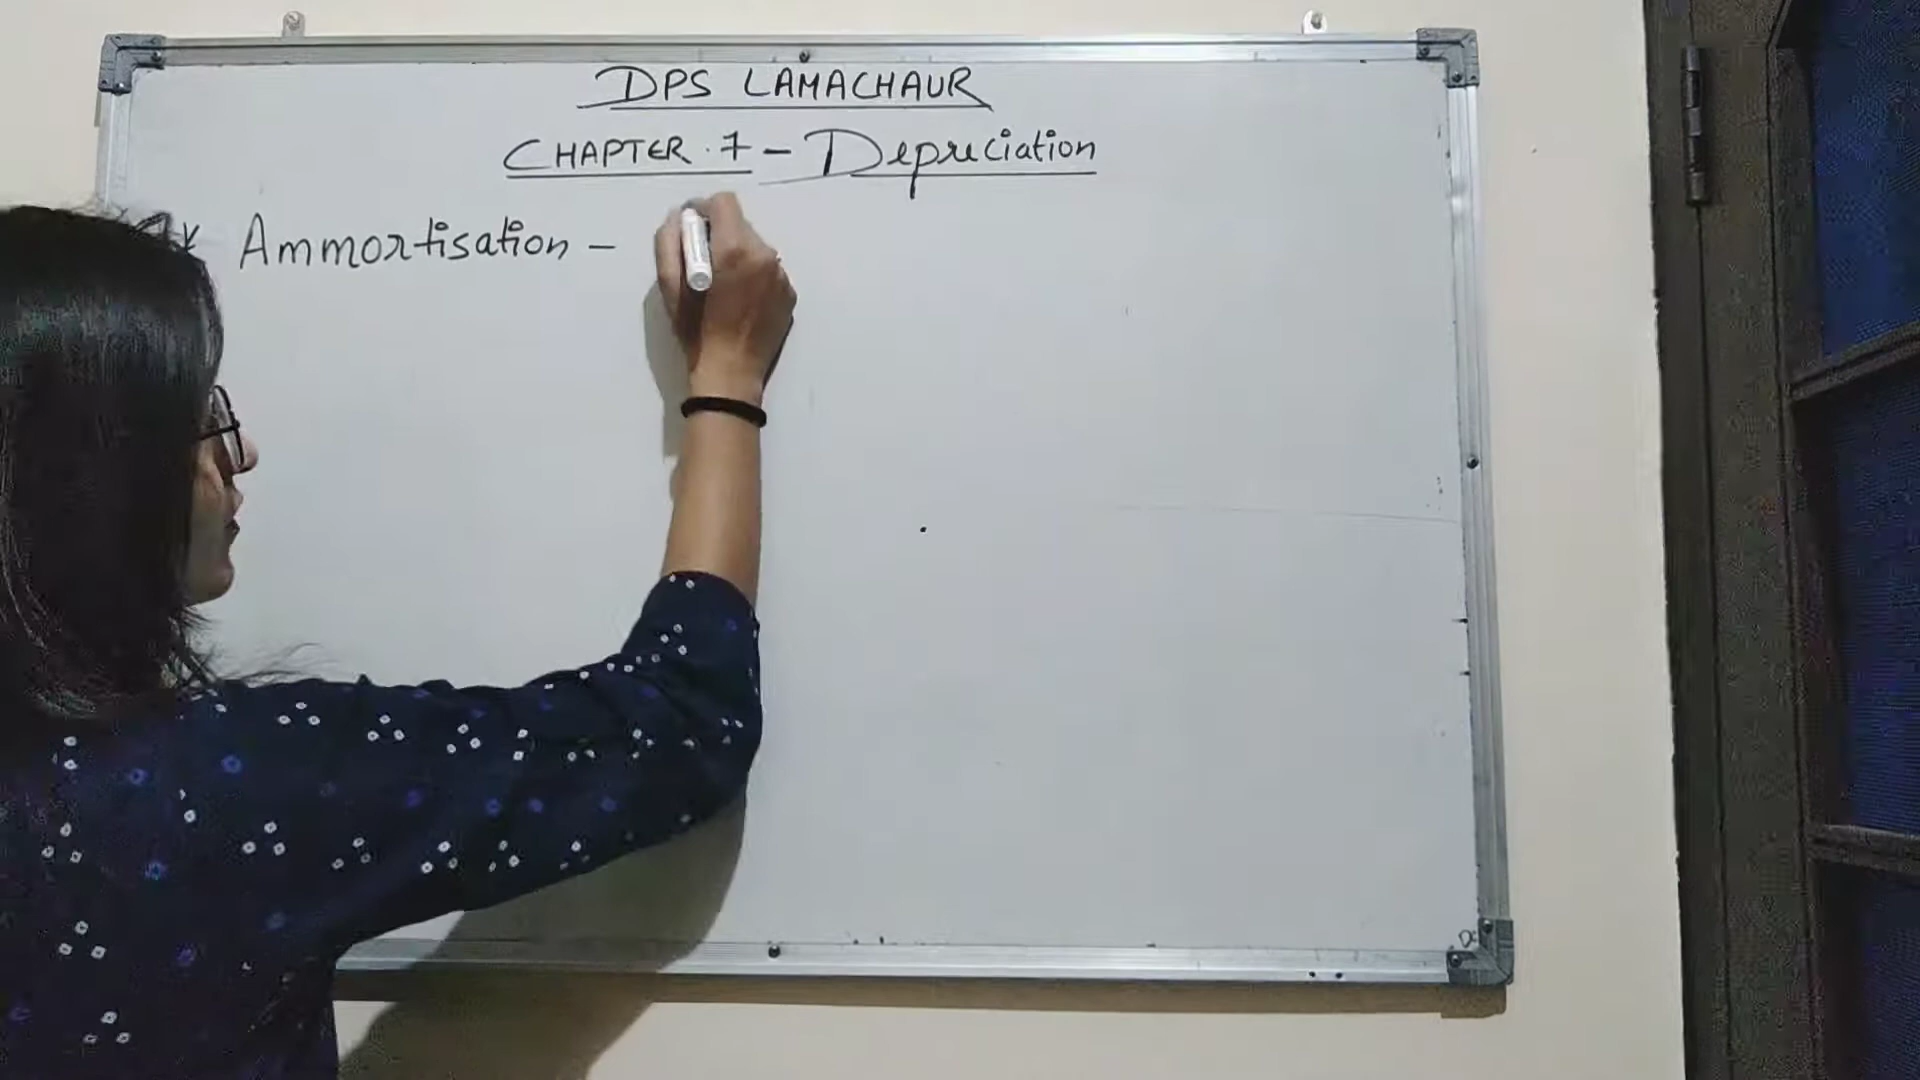 DPS LAMACHAUR
CHAPTER.7 - Depreciation
* Ammortisation -